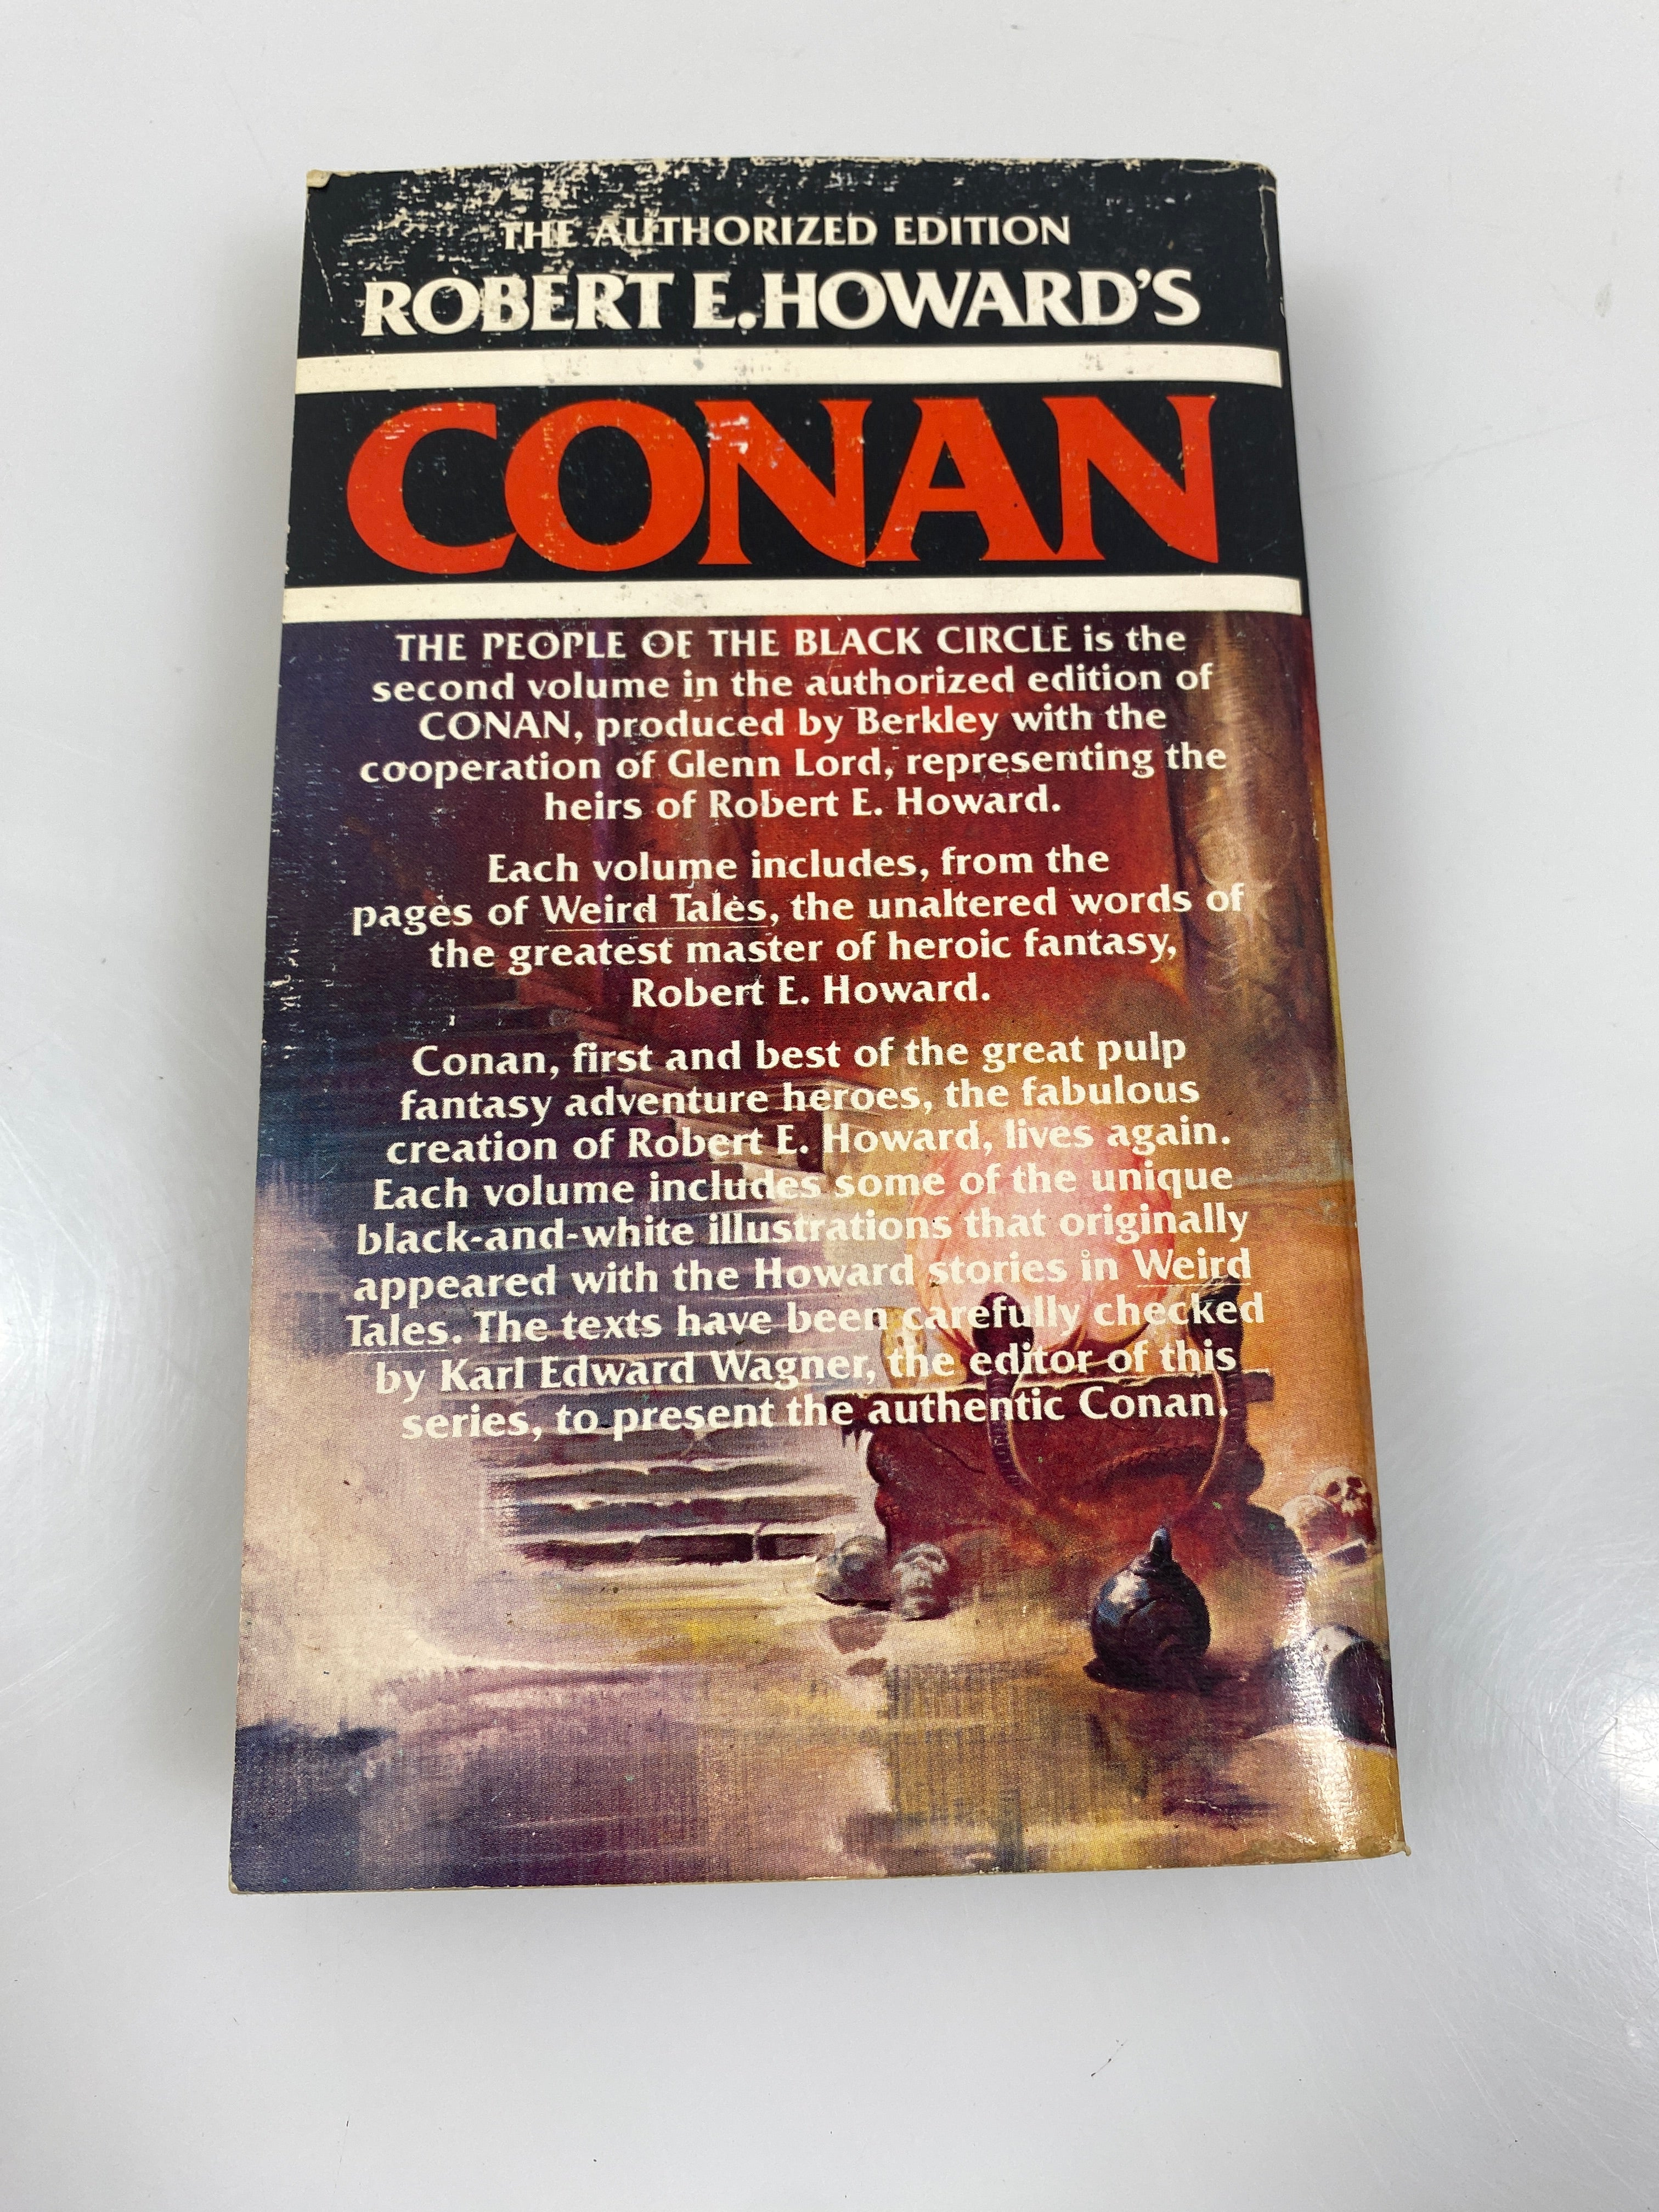 THE AUTHORIZED EDITION
ROBERT E. HOWARD'S
CONAN
THE PEOPLE OF THE BLACK CIRCLE is the
second volume in the authorized edition of
CONAN, produced by Berkley with the
cooperation of Glenn Lord, representing the
heirs of Robert E. Howard.
Each volume includes, from the
pages of Weird Tales, the unaltered words of
the greatest master of heroic fantasy,
Robert E. Howard.
Conan, first and best of the great pulp
fantasy adventure heroes, the fabulous
creation of Robert E. Howard, lives again.
Each volume includes some of the unique
black-and-white illustrations that originally
appeared with the Howard stories in Weird
Tales. The texts have been carefully checked
by Karl Edward Wagner, the editor of this
series, to present the authentic Conan.